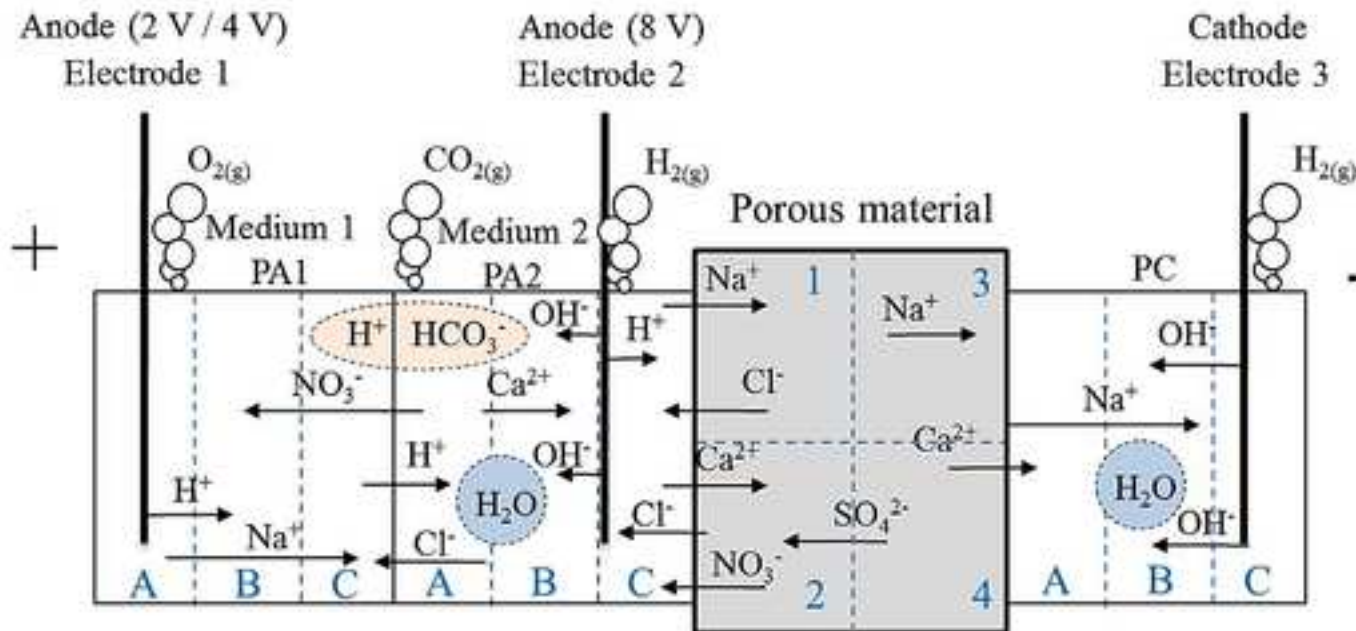 Anode (2 V / 4 V)
Electrode 1
Anode (8 V)
Electrode 2
Cathode
Electrode 3
O₂(g)
CO₂(g)
H₂(g)
H₂(g)
Medium 1
Medium 2
Porous material
+
-
PA1
PA2
PC
H⁺ HCO₃⁻
OH⁻
H⁺
Na⁺
1
3
Na⁺
OH⁻
NO₃⁻
Ca²⁺
Cl⁻
Na⁺
H⁺
OH⁻
Ca²⁺
Ca²⁺
H⁺
H₂O
H₂O
Na⁺
Cl⁻
Cl⁻
SO₄²⁻
OH⁻
NO₃⁻
A
B
C
A
B
C
2
4
A
B
C